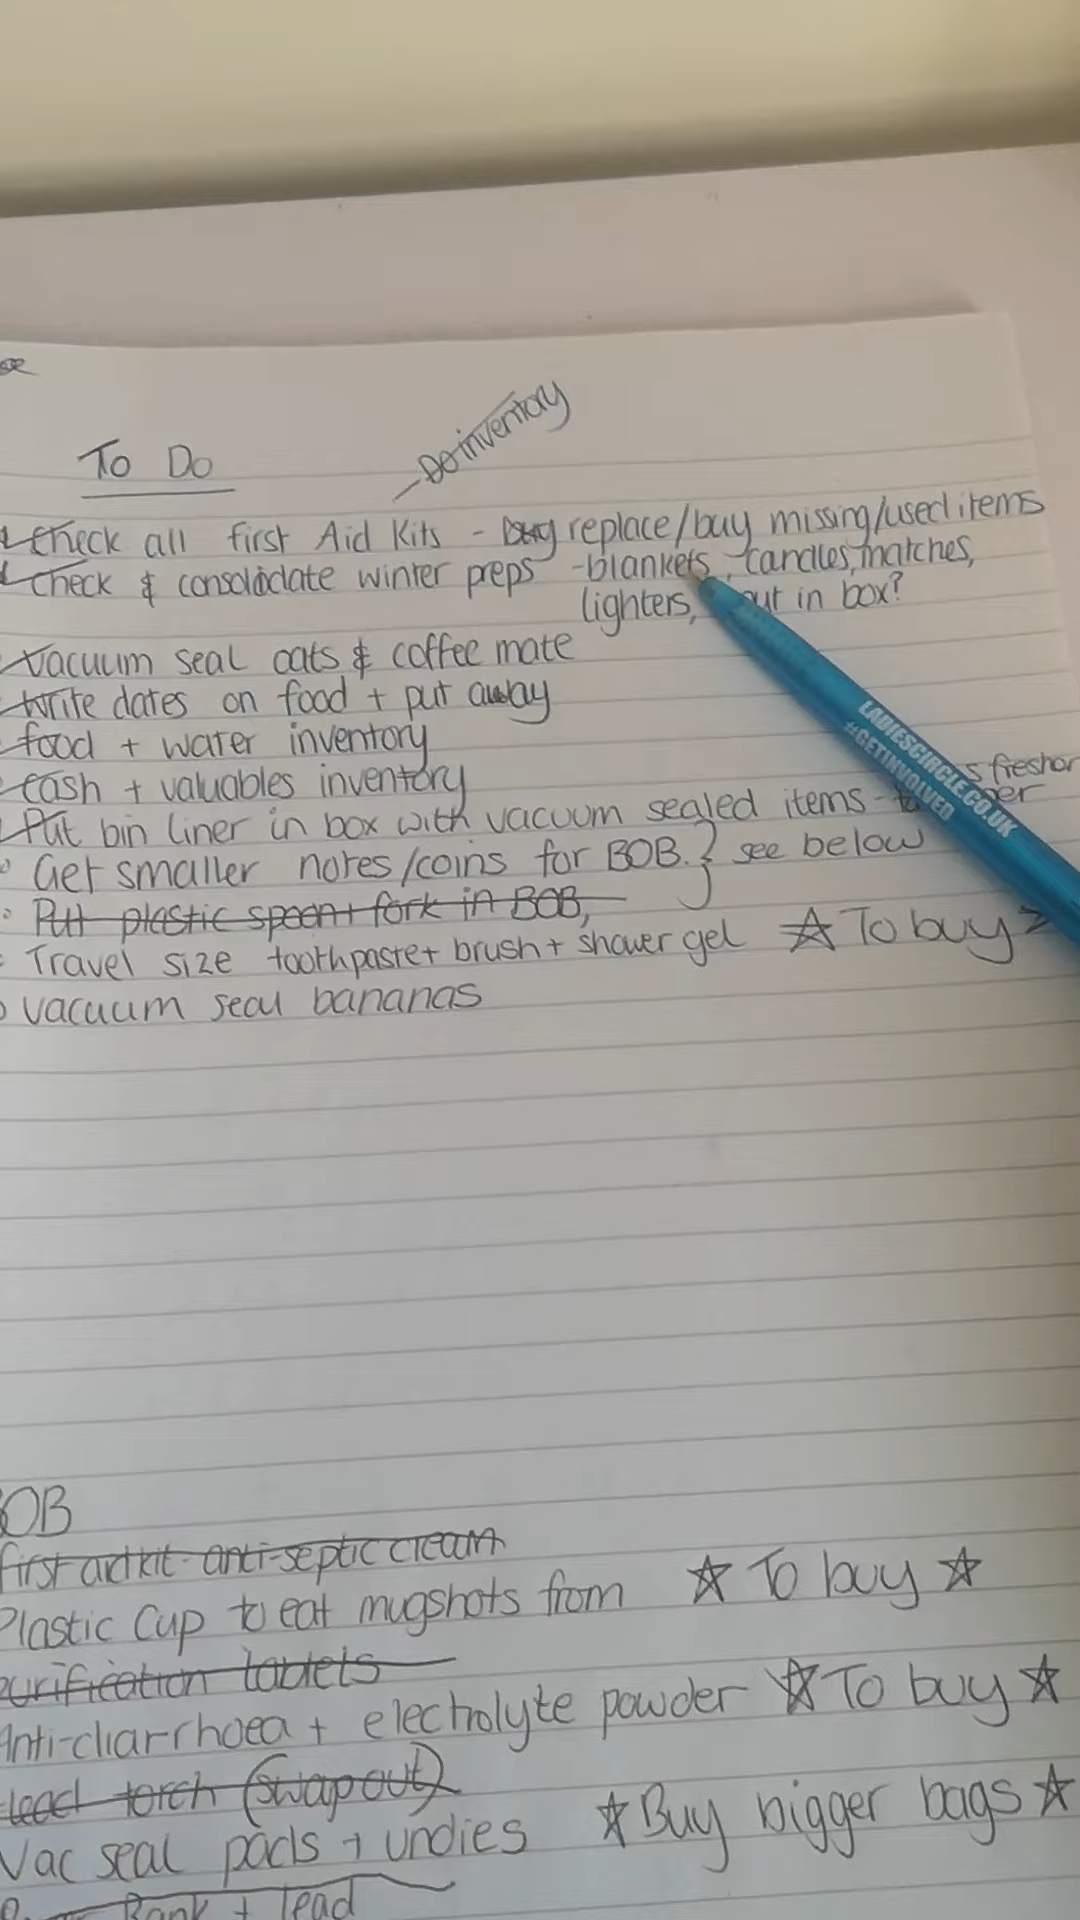 To Do
- Do inventory
Check all first Aid Kits - replace/buy missing/used items
Check & consolidate winter preps - blankets, candles, matches,
lighters, put in box?
Vacuum seal oats & coffee mate
Write dates on food + put away
food + water inventory
cash + valuables inventory
Put bin liner in box with vacuum sealed items -
Get smaller notes/coins for BOB. } see below
Put plastic spoon + fork in BOB,
Travel size toothpaste + brush + shower gel ☆ To buy
Vacuum seal bananas
LADIESCIRCLE.CO.UK
#GETINVOLVED
BOB
First aid kit - anti-septic cream
Plastic Cup to eat mugshots from ☆ To buy ☆
Purification tablets
Anti-diarrhoea + electrolyte powder ☆ To buy ☆
Head torch (swap out)
Vac seal pads + undies ☆ Buy bigger bags ☆
Bank + lead